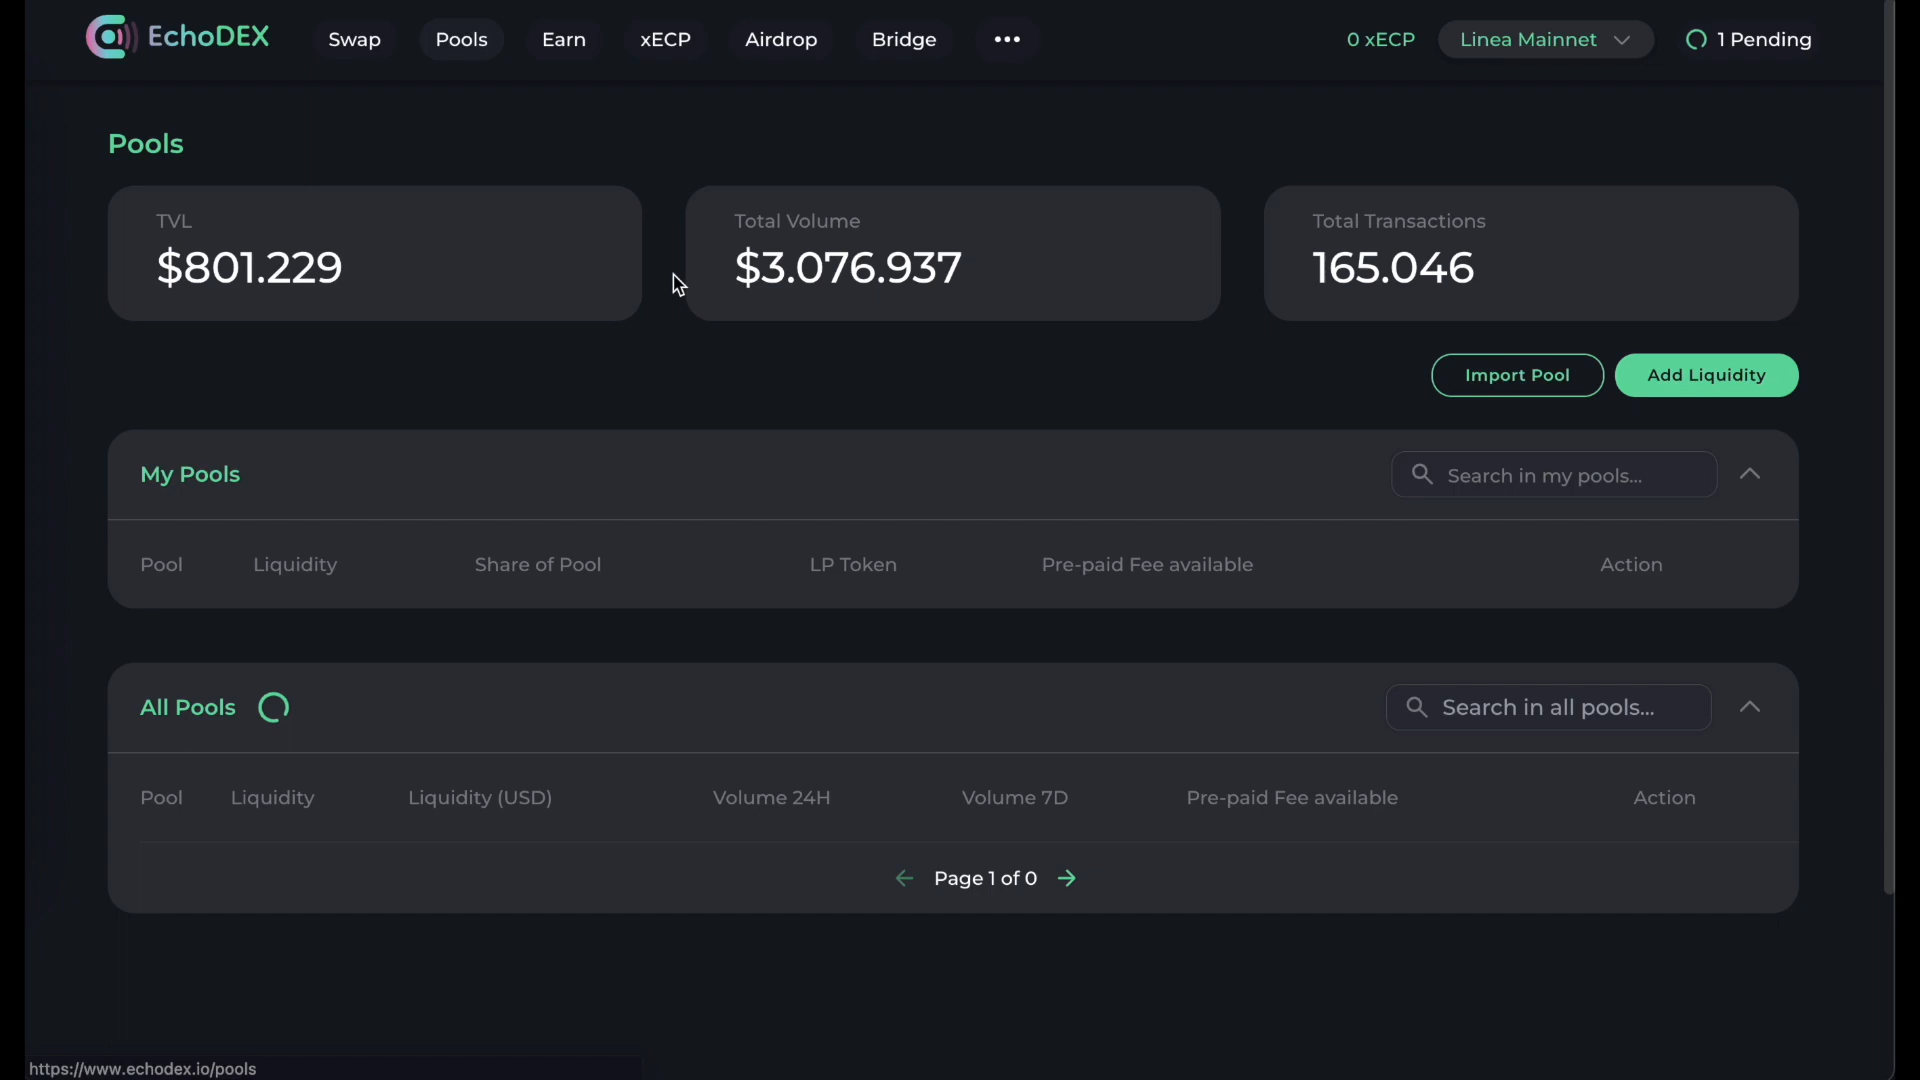 EchoDEX Swap Pools Earn xECP Airdrop Bridge ••• 0 xECP Linea Mainnet 1 Pending
Pools
TVL
$801.229
Total Volume
$3.076.937
Total Transactions
165.046
Import Pool Add Liquidity
My Pools Search in my pools...
Pool Liquidity Share of Pool LP Token Pre-paid Fee available Action
All Pools Search in all pools...
Pool Liquidity Liquidity (USD) Volume 24H Volume 7D Pre-paid Fee available Action
Page 1 of 0
https://www.echodex.io/pools